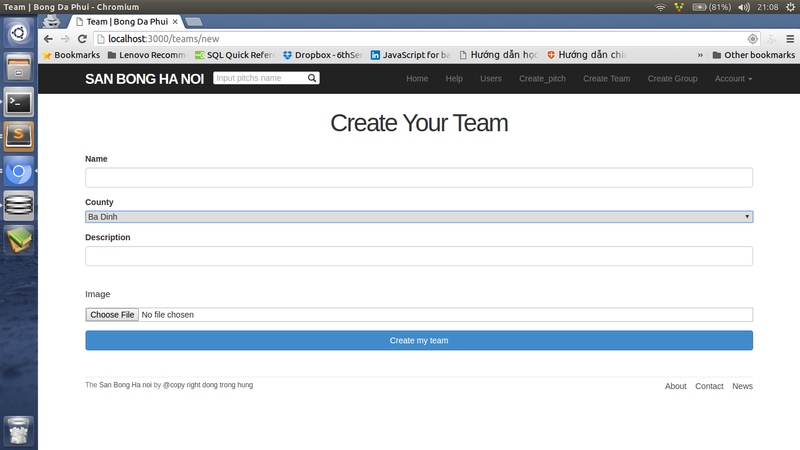 Team | Bong Da Phui - Chromium
(81%)
21:08
Team | Bong Da Phui
localhost:3000/teams/new
Bookmarks
Lenovo Recomm
SQL Quick Refer
Dropbox - 6thSer
JavaScript for ba
Hướng dẫn học
Hướng dẫn chi
»
Other bookmarks
SAN BONG HA NOI
Input pitchs name
Home
Help
Users
Create_pitch
Create Team
Create Group
Account
Create Your Team
Name
County
Ba Dinh
Description
Image
Choose File No file chosen
Create my team
The San Bong Ha noi by @copy right dong trong hung
About
Contact
News